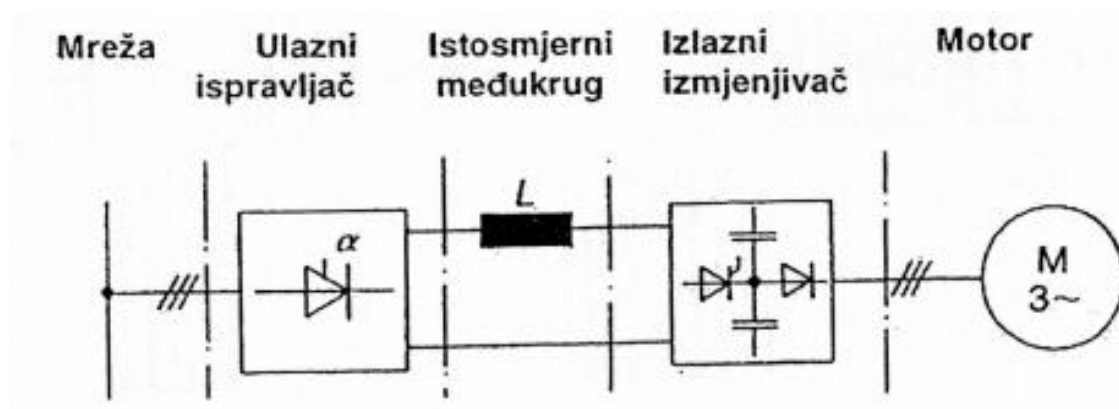 Mreža
Ulazni
ispravljač
Istosmjerni
međukrug
Izlazni
izmjenjivač
Motor
L
α
M
3~